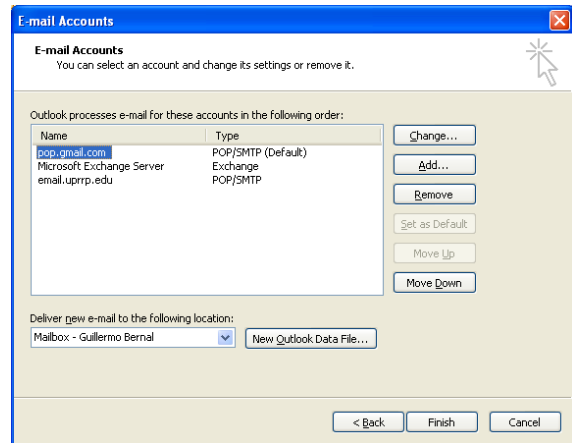 E-mail Accounts
E-mail Accounts
You can select an account and change its settings or remove it.
Outlook processes e-mail for these accounts in the following order:
Name Type
pop.gmail.com POP/SMTP (Default)
Microsoft Exchange Server Exchange
email.uprrp.edu POP/SMTP
Change...
Add...
Remove
Set as Default
Move Up
Move Down
Deliver new e-mail to the following location:
Mailbox - Guillermo Bernal New Outlook Data File...
< Back Finish Cancel